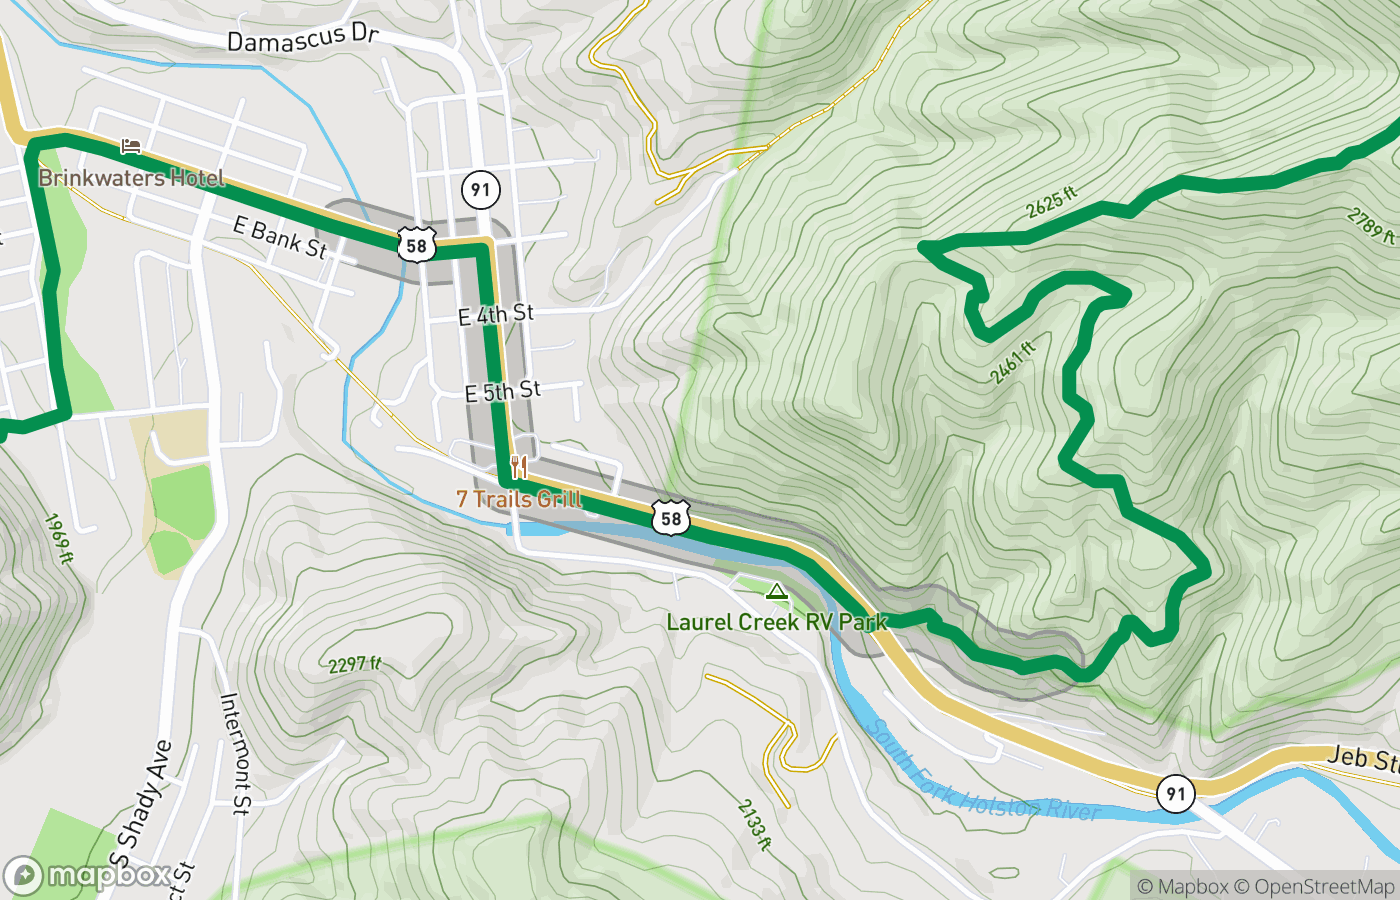 Damascus Dr
Brinkwaters Hotel
91
E Bank St
58
2625 ft
2789 ft
E 4th St
2461 ft
E 5th St
7 Trails Grill
58
1969 ft
Laurel Creek RV Park
2297 ft
Intermont St
South Fork Holston River
S Shady Ave
Jeb St
91
2133 ft
ct St
mapbox
© Mapbox © OpenStreetMap